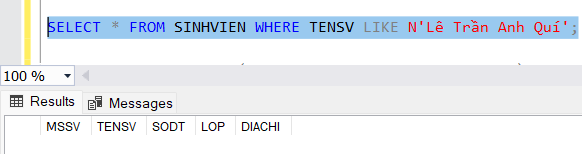 SELECT * FROM SINHVIEN WHERE TENSV LIKE N'Lê Trần Anh Quí';
100 %
Results Messages
MSSV TENSV SODT LOP DIACHI